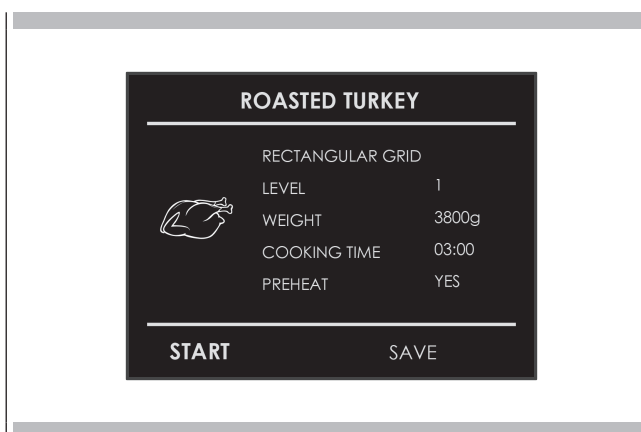 ROASTED TURKEY
RECTANGULAR GRID
LEVEL 1
WEIGHT 3800g
COOKING TIME 03:00
PREHEAT YES
START SAVE